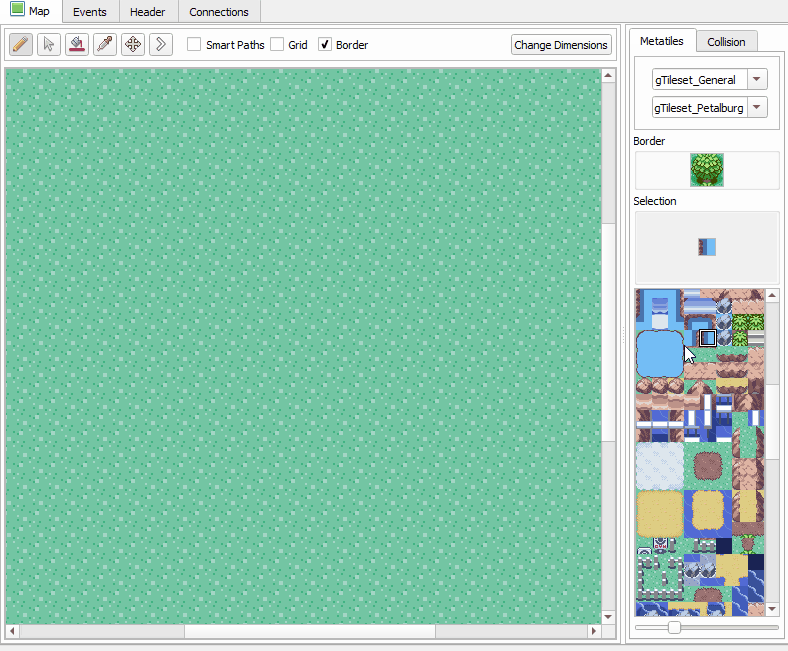 Map Events Header Connections
Smart Paths Grid Border Change Dimensions
Metatiles Collision
gTileset_General
gTileset_Petalburg
Border
Selection